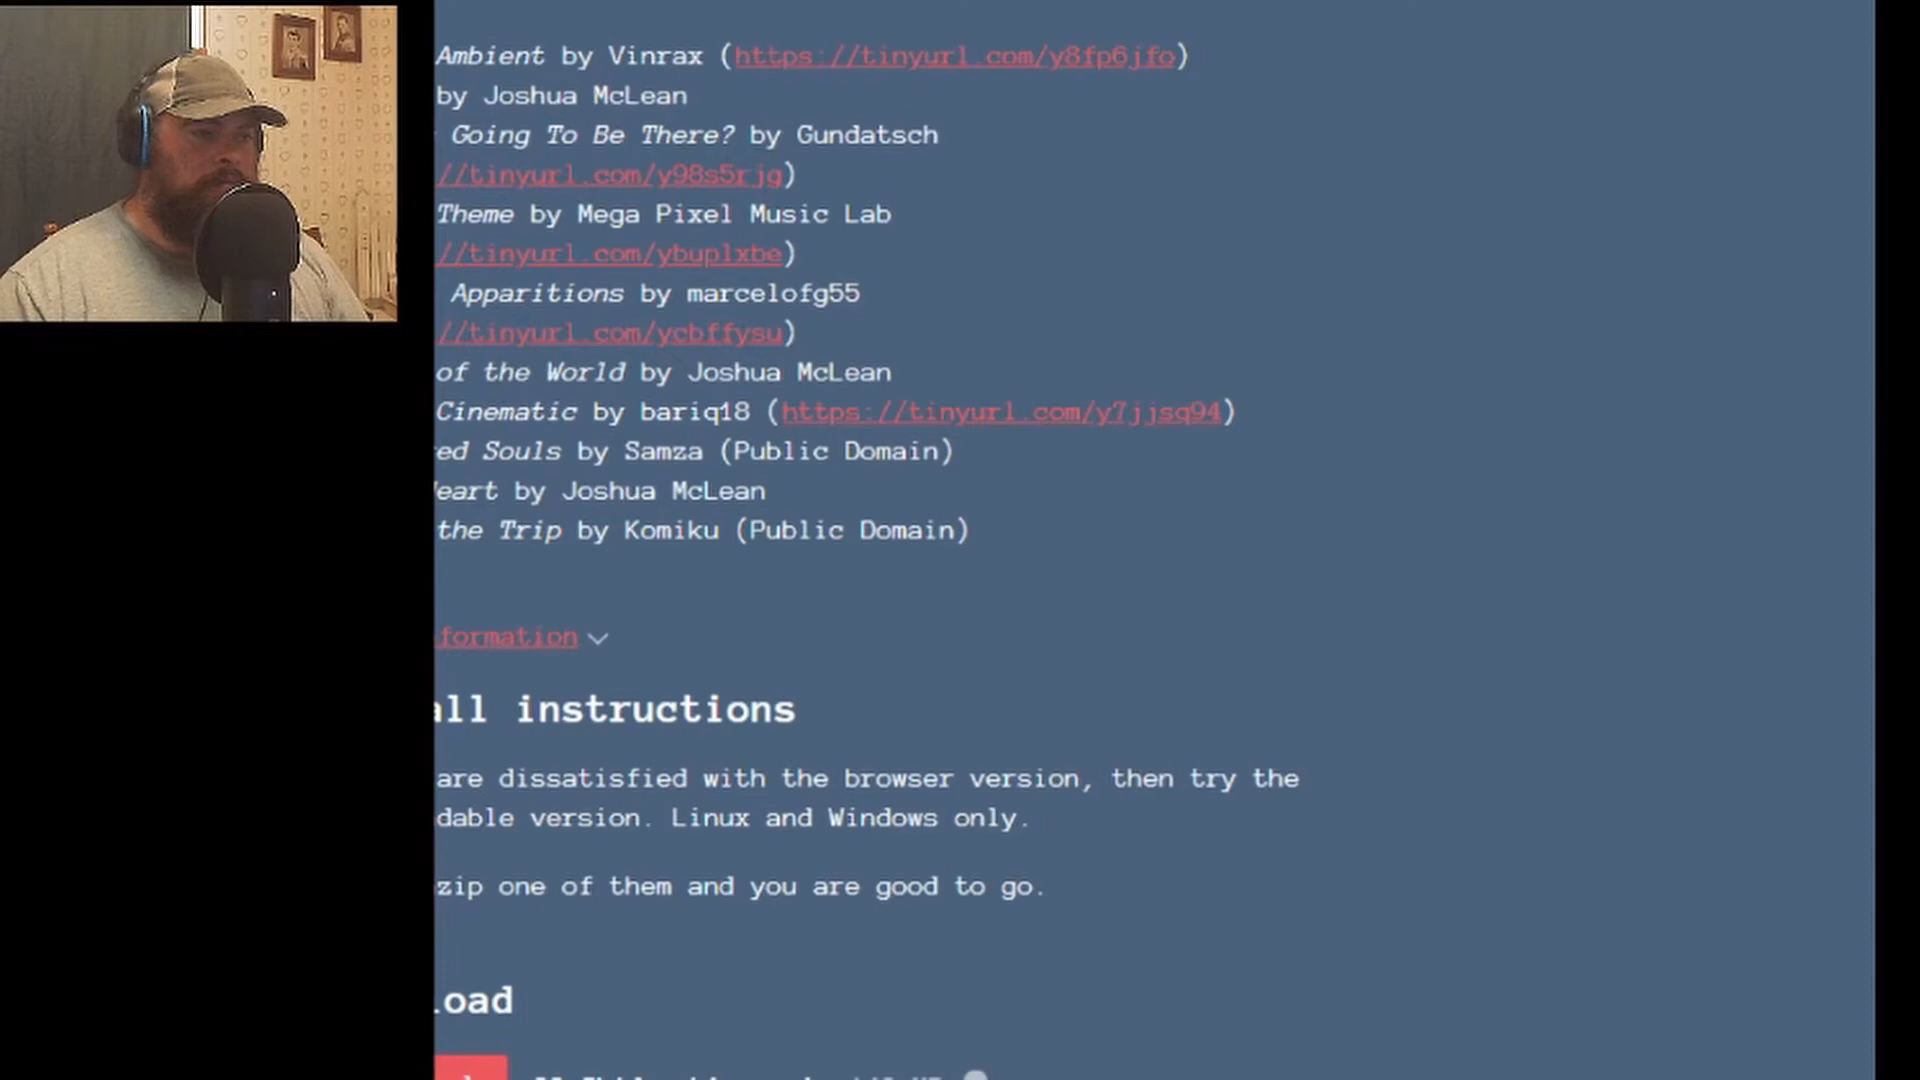 Ambient by Vinrax (https://tinyurl.com/y8fp6jfo)
by Joshua McLean
Going To Be There? by Gundatsch
//tinyurl.com/y98s5rjg)
Theme by Mega Pixel Music Lab
//tinyurl.com/ybuplxbe)
Apparitions by marcelofg55
//tinyurl.com/ycbffysu)
of the World by Joshua McLean
Cinematic by bariq18 (https://tinyurl.com/y7jjsq94)
ed Souls by Samza (Public Domain)
eart by Joshua McLean
the Trip by Komiku (Public Domain)
formation
all instructions
are dissatisfied with the browser version, then try the
dable version. Linux and Windows only.
zip one of them and you are good to go.
load